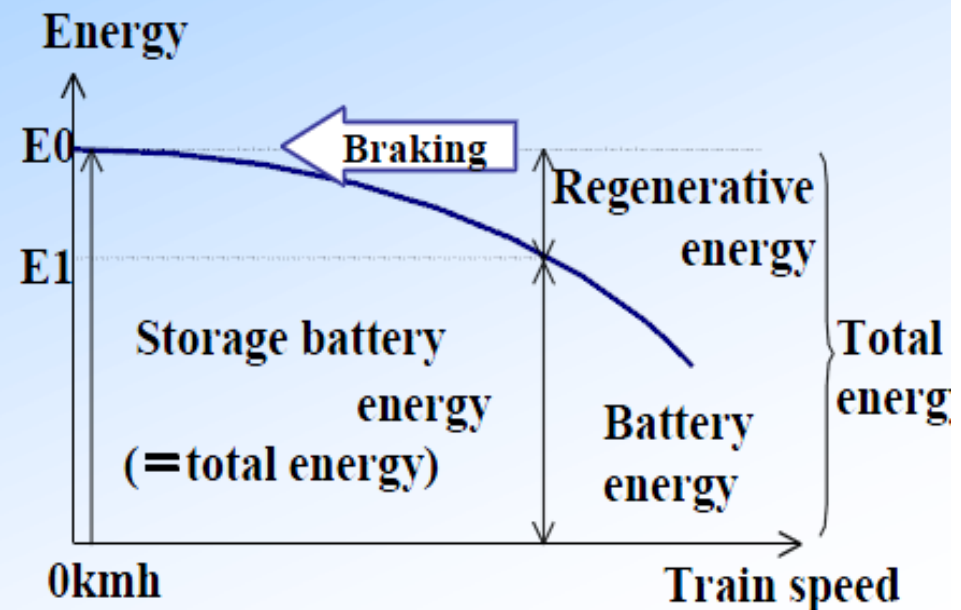 Energy
E0
Braking
Regenerative
energy
E1
Storage battery
energy
(=total energy)
Total
Battery
energy
0kmh
Train speed